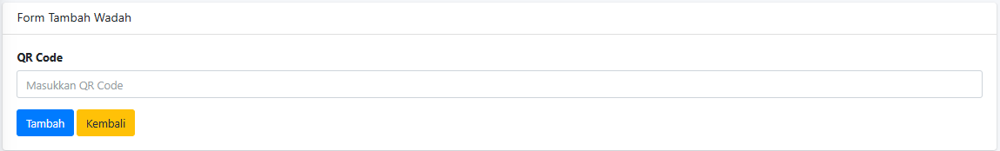 Form Tambah Wadah
QR Code
Masukkan QR Code
Tambah Kembali